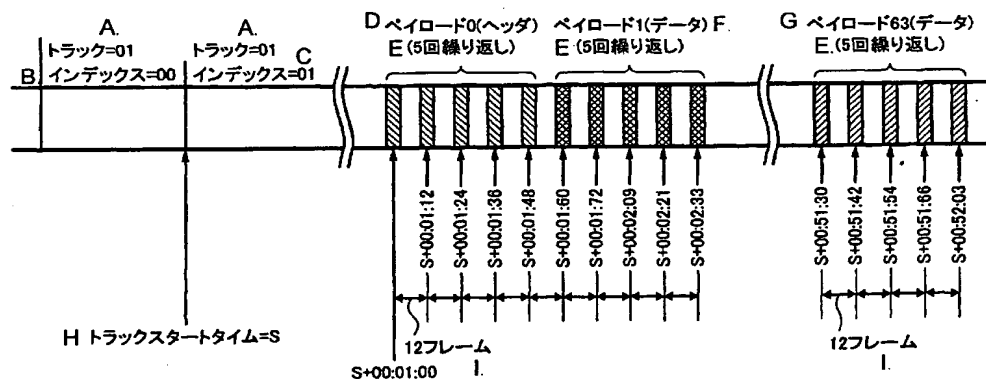 A.
トラック=01
B. インデックス=00
A.
トラック=01 C
インデックス=01
D ペイロード0(ヘッダ)
E (5回繰り返し)
ペイロード1(データ) F.
E (5回繰り返し)
G ペイロード63(データ)
E. (5回繰り返し)
S+00:01:12
S+00:01:24
S+00:01:36
S+00:01:48
S+00:01:60
S+00:01:72
S+00:02:09
S+00:02:21
S+00:02:33
S+00:51:30
S+00:51:42
S+00:51:54
S+00:51:66
S+00:52:03
H トラックスタートタイム=S
12フレーム
I.
S+00:01:00
12フレーム
I.